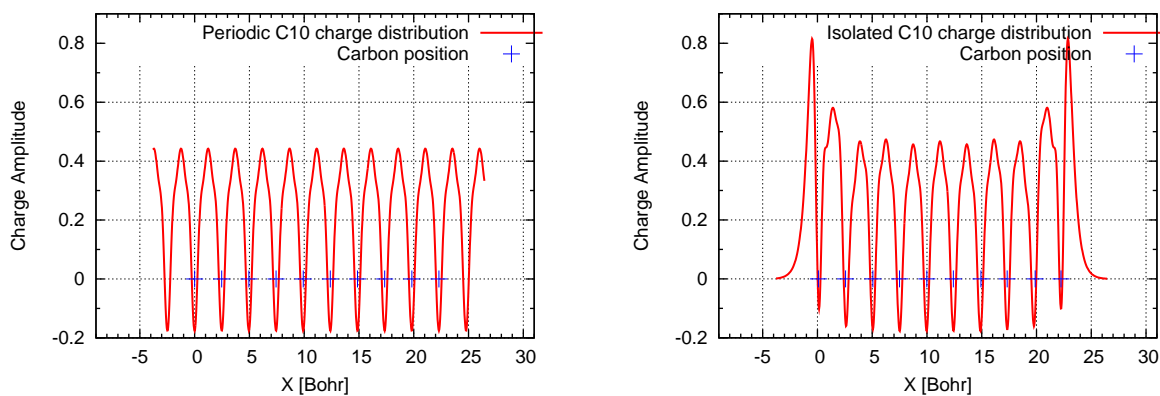 Periodic C10 charge distribution
Carbon position
Charge Amplitude
0.8
0.6
0.4
0.2
0
-0.2
-5 0 5 10 15 20 25 30
X [Bohr]
Isolated C10 charge distribution
Carbon position
Charge Amplitude
0.8
0.6
0.4
0.2
0
-0.2
-5 0 5 10 15 20 25 30
X [Bohr]